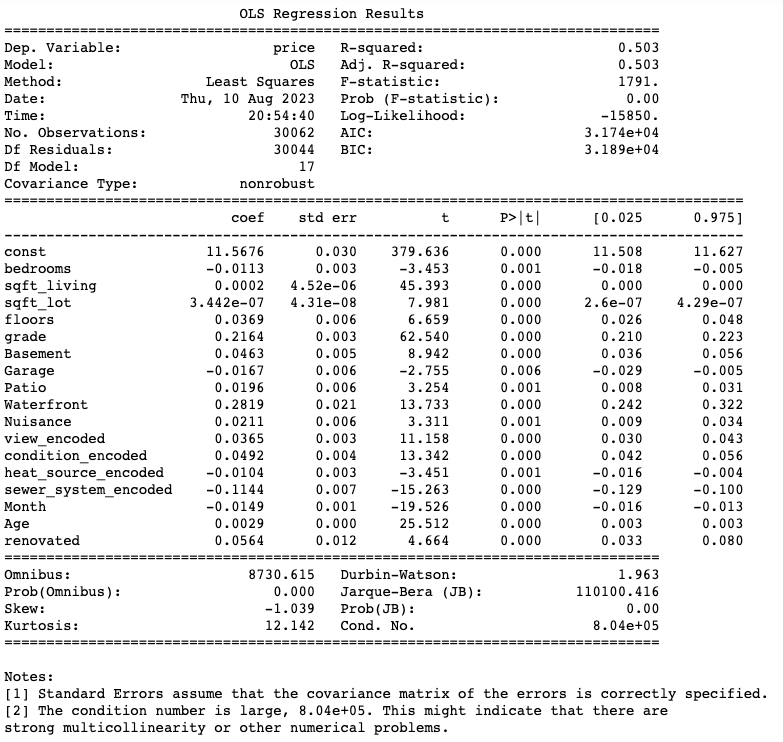 OLS Regression Results
==============================================================================
Dep. Variable:                  price   R-squared:                       0.503
Model:                            OLS   Adj. R-squared:                  0.503
Method:                 Least Squares   F-statistic:                     1791.
Date:                Thu, 10 Aug 2023   Prob (F-statistic):               0.00
Time:                        20:54:40   Log-Likelihood:                -15850.
No. Observations:               30062   AIC:                         3.174e+04
Df Residuals:                   30044   BIC:                         3.189e+04
Df Model:                          17
Covariance Type:            nonrobust
========================================================================================
                           coef    std err          t      P>|t|      [0.025      0.975]
----------------------------------------------------------------------------------------
const                   11.5676      0.030    379.636      0.000      11.508      11.627
bedrooms                -0.0113      0.003     -3.453      0.001      -0.018      -0.005
sqft_living              0.0002   4.52e-06     45.393      0.000       0.000       0.000
sqft_lot              3.442e-07   4.31e-08      7.981      0.000     2.6e-07    4.29e-07
floors                   0.0369      0.006      6.659      0.000       0.026       0.048
grade                    0.2164      0.003     62.540      0.000       0.210       0.223
Basement                 0.0463      0.005      8.942      0.000       0.036       0.056
Garage                  -0.0167      0.006     -2.755      0.006      -0.029      -0.005
Patio                    0.0196      0.006      3.254      0.001       0.008       0.031
Waterfront               0.2819      0.021     13.733      0.000       0.242       0.322
Nuisance                 0.0211      0.006      3.311      0.001       0.009       0.034
view_encoded             0.0365      0.003     11.158      0.000       0.030       0.043
condition_encoded        0.0492      0.004     13.342      0.000       0.042       0.056
heat_source_encoded     -0.0104      0.003     -3.451      0.001      -0.016      -0.004
sewer_system_encoded    -0.1144      0.007    -15.263      0.000      -0.129      -0.100
Month                   -0.0149      0.001    -19.526      0.000      -0.016      -0.013
Age                      0.0029      0.000     25.512      0.000       0.003       0.003
renovated                0.0564      0.012      4.664      0.000       0.033       0.080
==============================================================================
Omnibus:                     8730.615   Durbin-Watson:                   1.963
Prob(Omnibus):                  0.000   Jarque-Bera (JB):           110100.416
Skew:                          -1.039   Prob(JB):                         0.00
Kurtosis:                      12.142   Cond. No.                     8.04e+05
==============================================================================
Notes:
[1] Standard Errors assume that the covariance matrix of the errors is correctly specified.
[2] The condition number is large, 8.04e+05. This might indicate that there are
strong multicollinearity or other numerical problems.